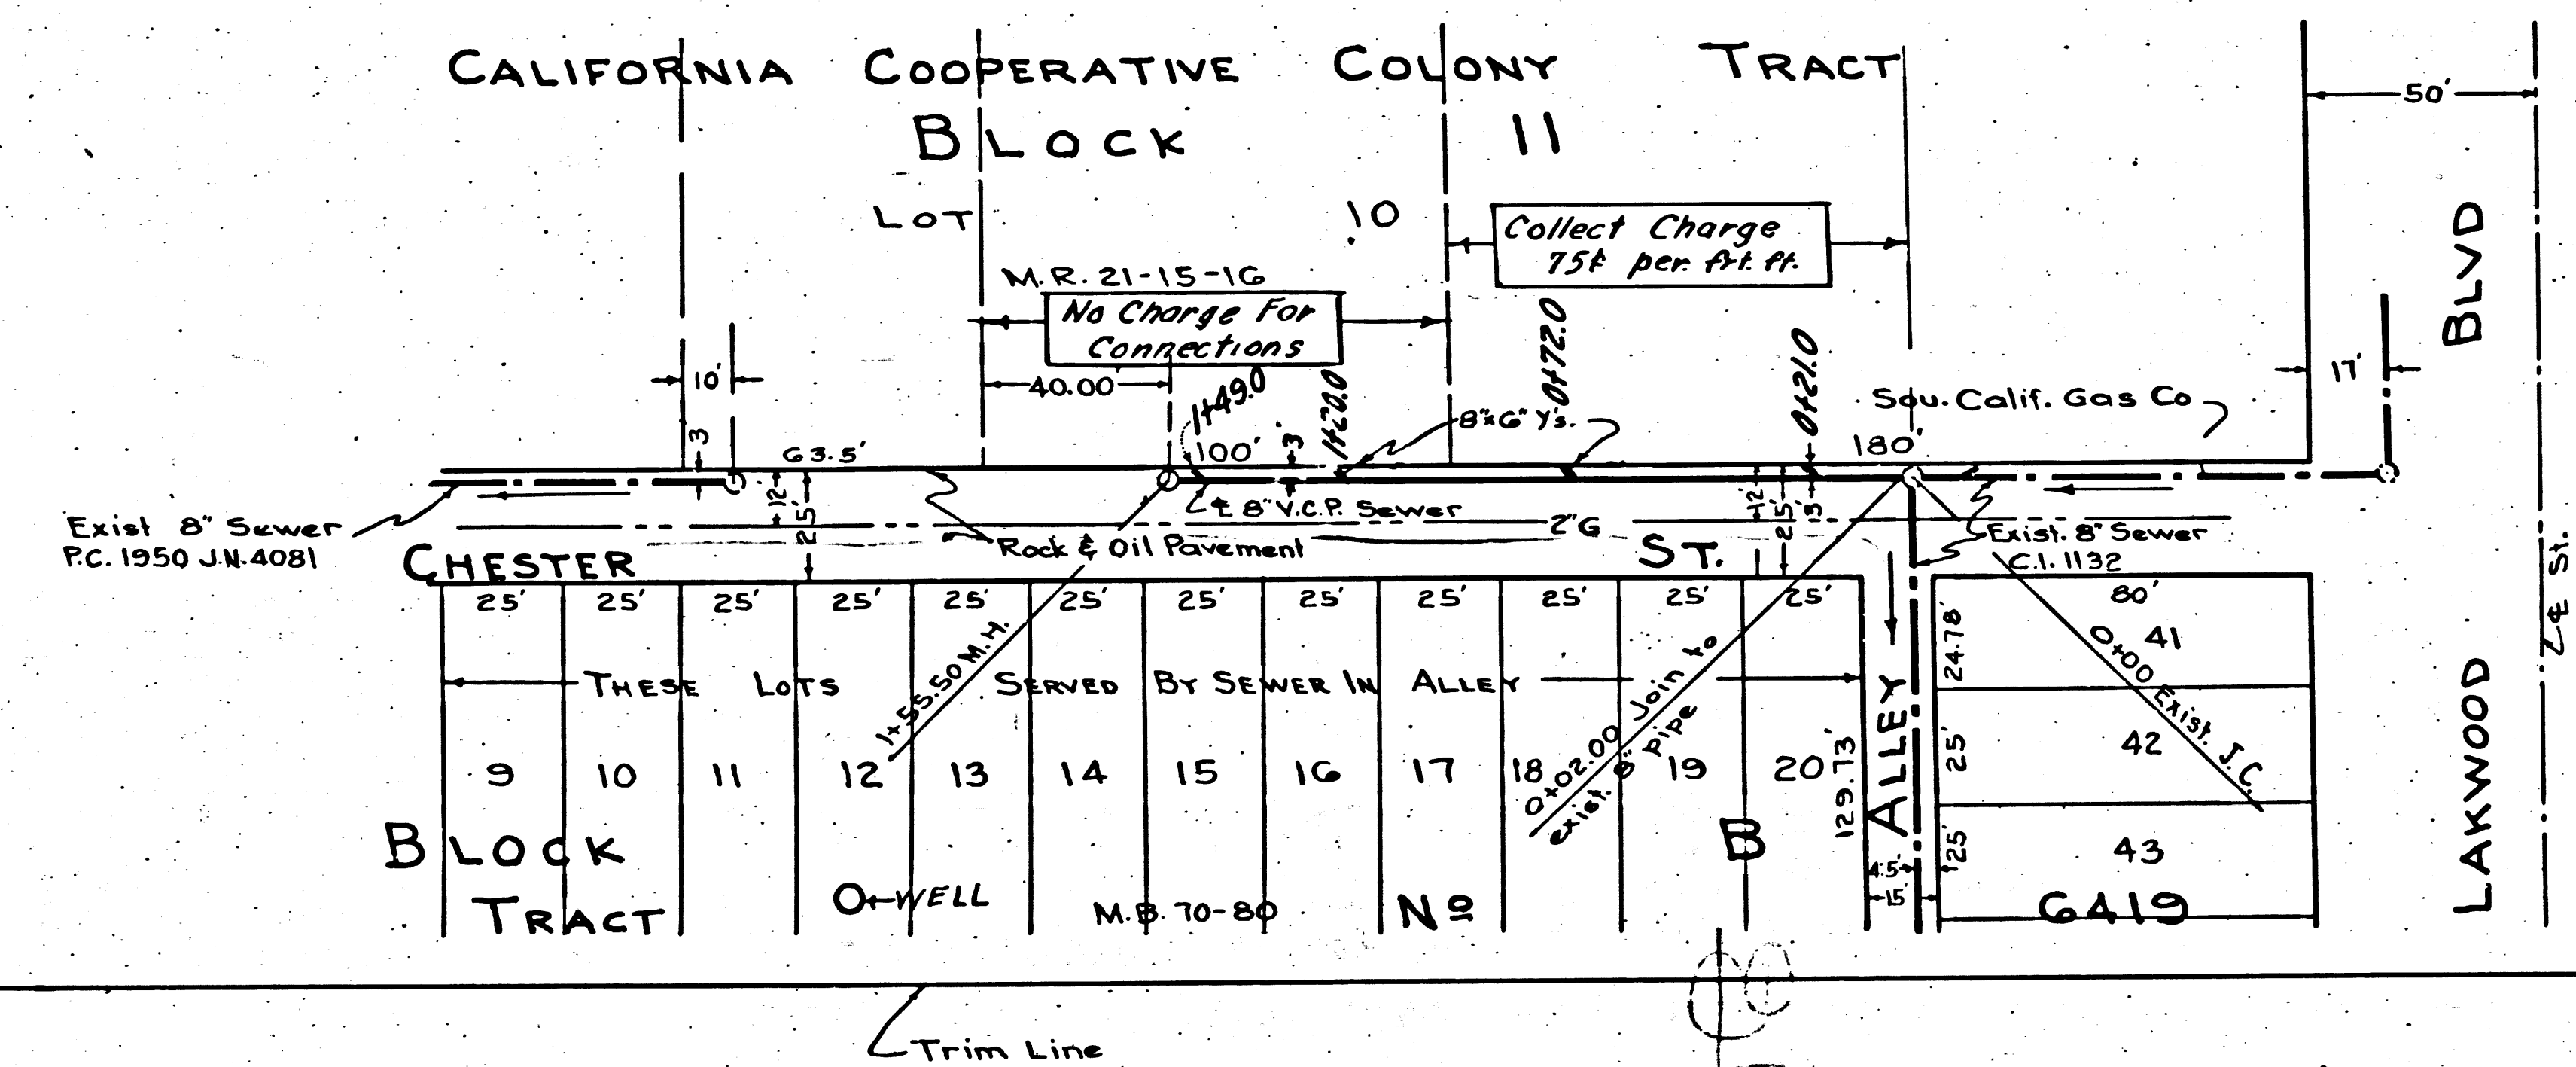 CALIFORNIA COOPERATIVE COLONY TRACT
BLOCK 11
LOT 10
50'
Collect Charge
75¢ per. frt. ft.
M.R. 21-15-16
No Charge For
Connections
BLVD
17'
10'
40.00'
1+49.0
1+20.0
0+72.0
0+21.0
8"x6" Y's.
Sou. Calif. Gas Co
3
63.5'
100'
3'
180'
12'
25'
12'
25'
3'
Exist 8" Sewer
P.C. 1950 J.N. 4081
℄ 8" V.C.P. Sewer
2"G
Rock & Oil Pavement
CHESTER ST.
Exist. 8" Sewer
C.I. 1132
℄ St.
25' 25' 25' 25' 25' 25' 25' 25' 25' 25' 25' 25'
80'
24.78'
41
THESE LOTS SERVED BY SEWER IN ALLEY
1+55.50 M.H.
0+02.00 Join to
exist. 8" pipe
0+00 Exist. J.C.
ALLEY
LAKWOOD
9 10 11 12 13 14 15 16 17 18 19 20
129.73'
25'
42
BLOCK B
25'
43
4.5'
15'
WELL
TRACT Nº 6419
M.B. 70-80
Trim Line